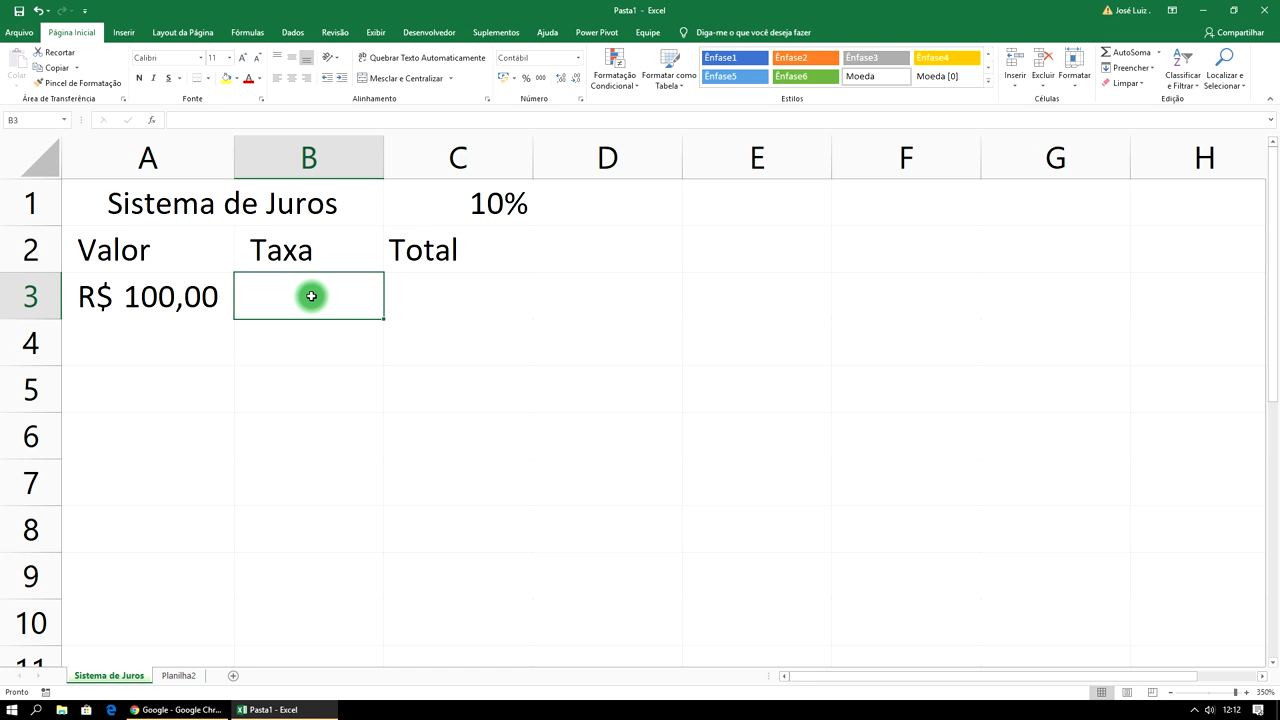 Pasta1 - Excel
José Luiz .
Arquivo Página Inicial Inserir Layout da Página Fórmulas Dados Revisão Exibir Desenvolvedor Suplementos Ajuda Power Pivot Equipe Diga-me o que você deseja fazer Compartilhar
Colar
Recortar
Copiar
Pincel de Formatação
Área de Transferência
Calibri 11
N I S
Fonte
Quebrar Texto Automaticamente
Mesclar e Centralizar
Alinhamento
Contábil
% 000
Número
Formatação Condicional
Formatar como Tabela
Ênfase1 Ênfase2 Ênfase3 Ênfase4
Ênfase5 Ênfase6 Moeda Moeda [0]
Estilos
Inserir Excluir Formatar
Células
AutoSoma
Preencher
Limpar
Classificar e Filtrar
Localizar e Selecionar
Edição
B3 fx
A B C D E F G H
1 Sistema de Juros 10%
2 Valor Taxa Total
3 R$ 100,00
4
5
6
7
8
9
10
11
Sistema de Juros Planilha2
Pronto 350%
Google - Google Chr... Pasta1 - Excel 12:12